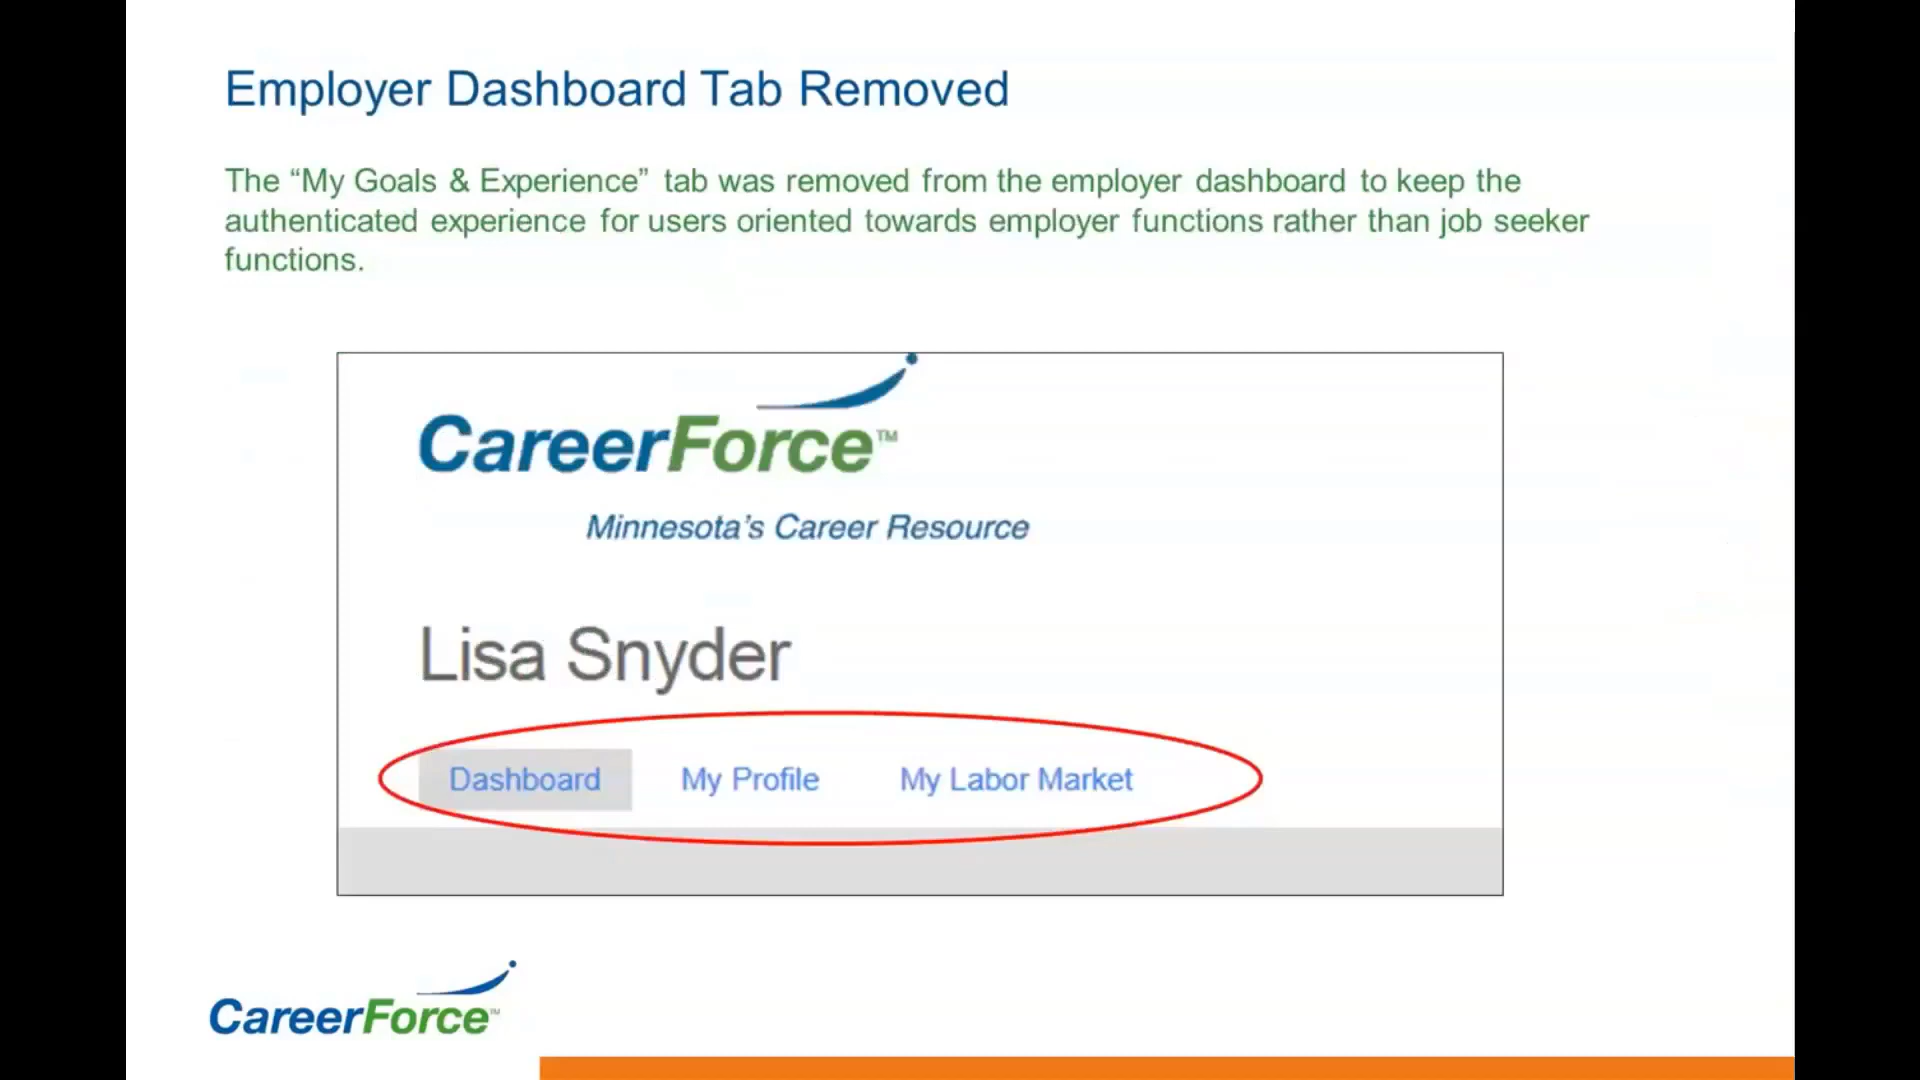 Employer Dashboard Tab Removed
The “My Goals & Experience” tab was removed from the employer dashboard to keep the
authenticated experience for users oriented towards employer functions rather than job seeker
functions.
CareerForce™
Minnesota’s Career Resource
Lisa Snyder
Dashboard My Profile My Labor Market
CareerForce™